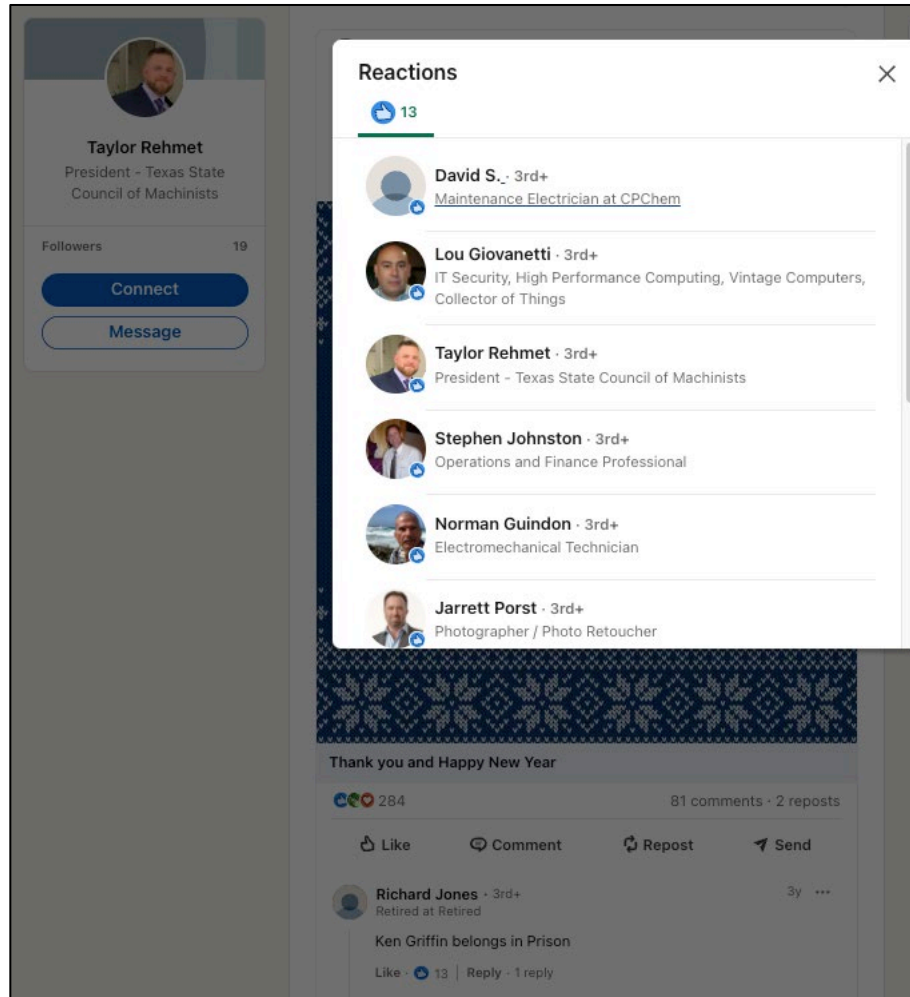 Taylor Rehmet
President - Texas State
Council of Machinists
Followers 19
Connect
Message
Reactions
13
David S. · 3rd+
Maintenance Electrician at CPChem
Lou Giovanetti · 3rd+
IT Security, High Performance Computing, Vintage Computers,
Collector of Things
Taylor Rehmet · 3rd+
President - Texas State Council of Machinists
Stephen Johnston · 3rd+
Operations and Finance Professional
Norman Guindon · 3rd+
Electromechanical Technician
Jarrett Porst · 3rd+
Photographer / Photo Retoucher
Thank you and Happy New Year
284 81 comments · 2 reposts
Like Comment Repost Send
Richard Jones · 3rd+ 3y ...
Retired at Retired
Ken Griffin belongs in Prison
Like · 13 | Reply · 1 reply